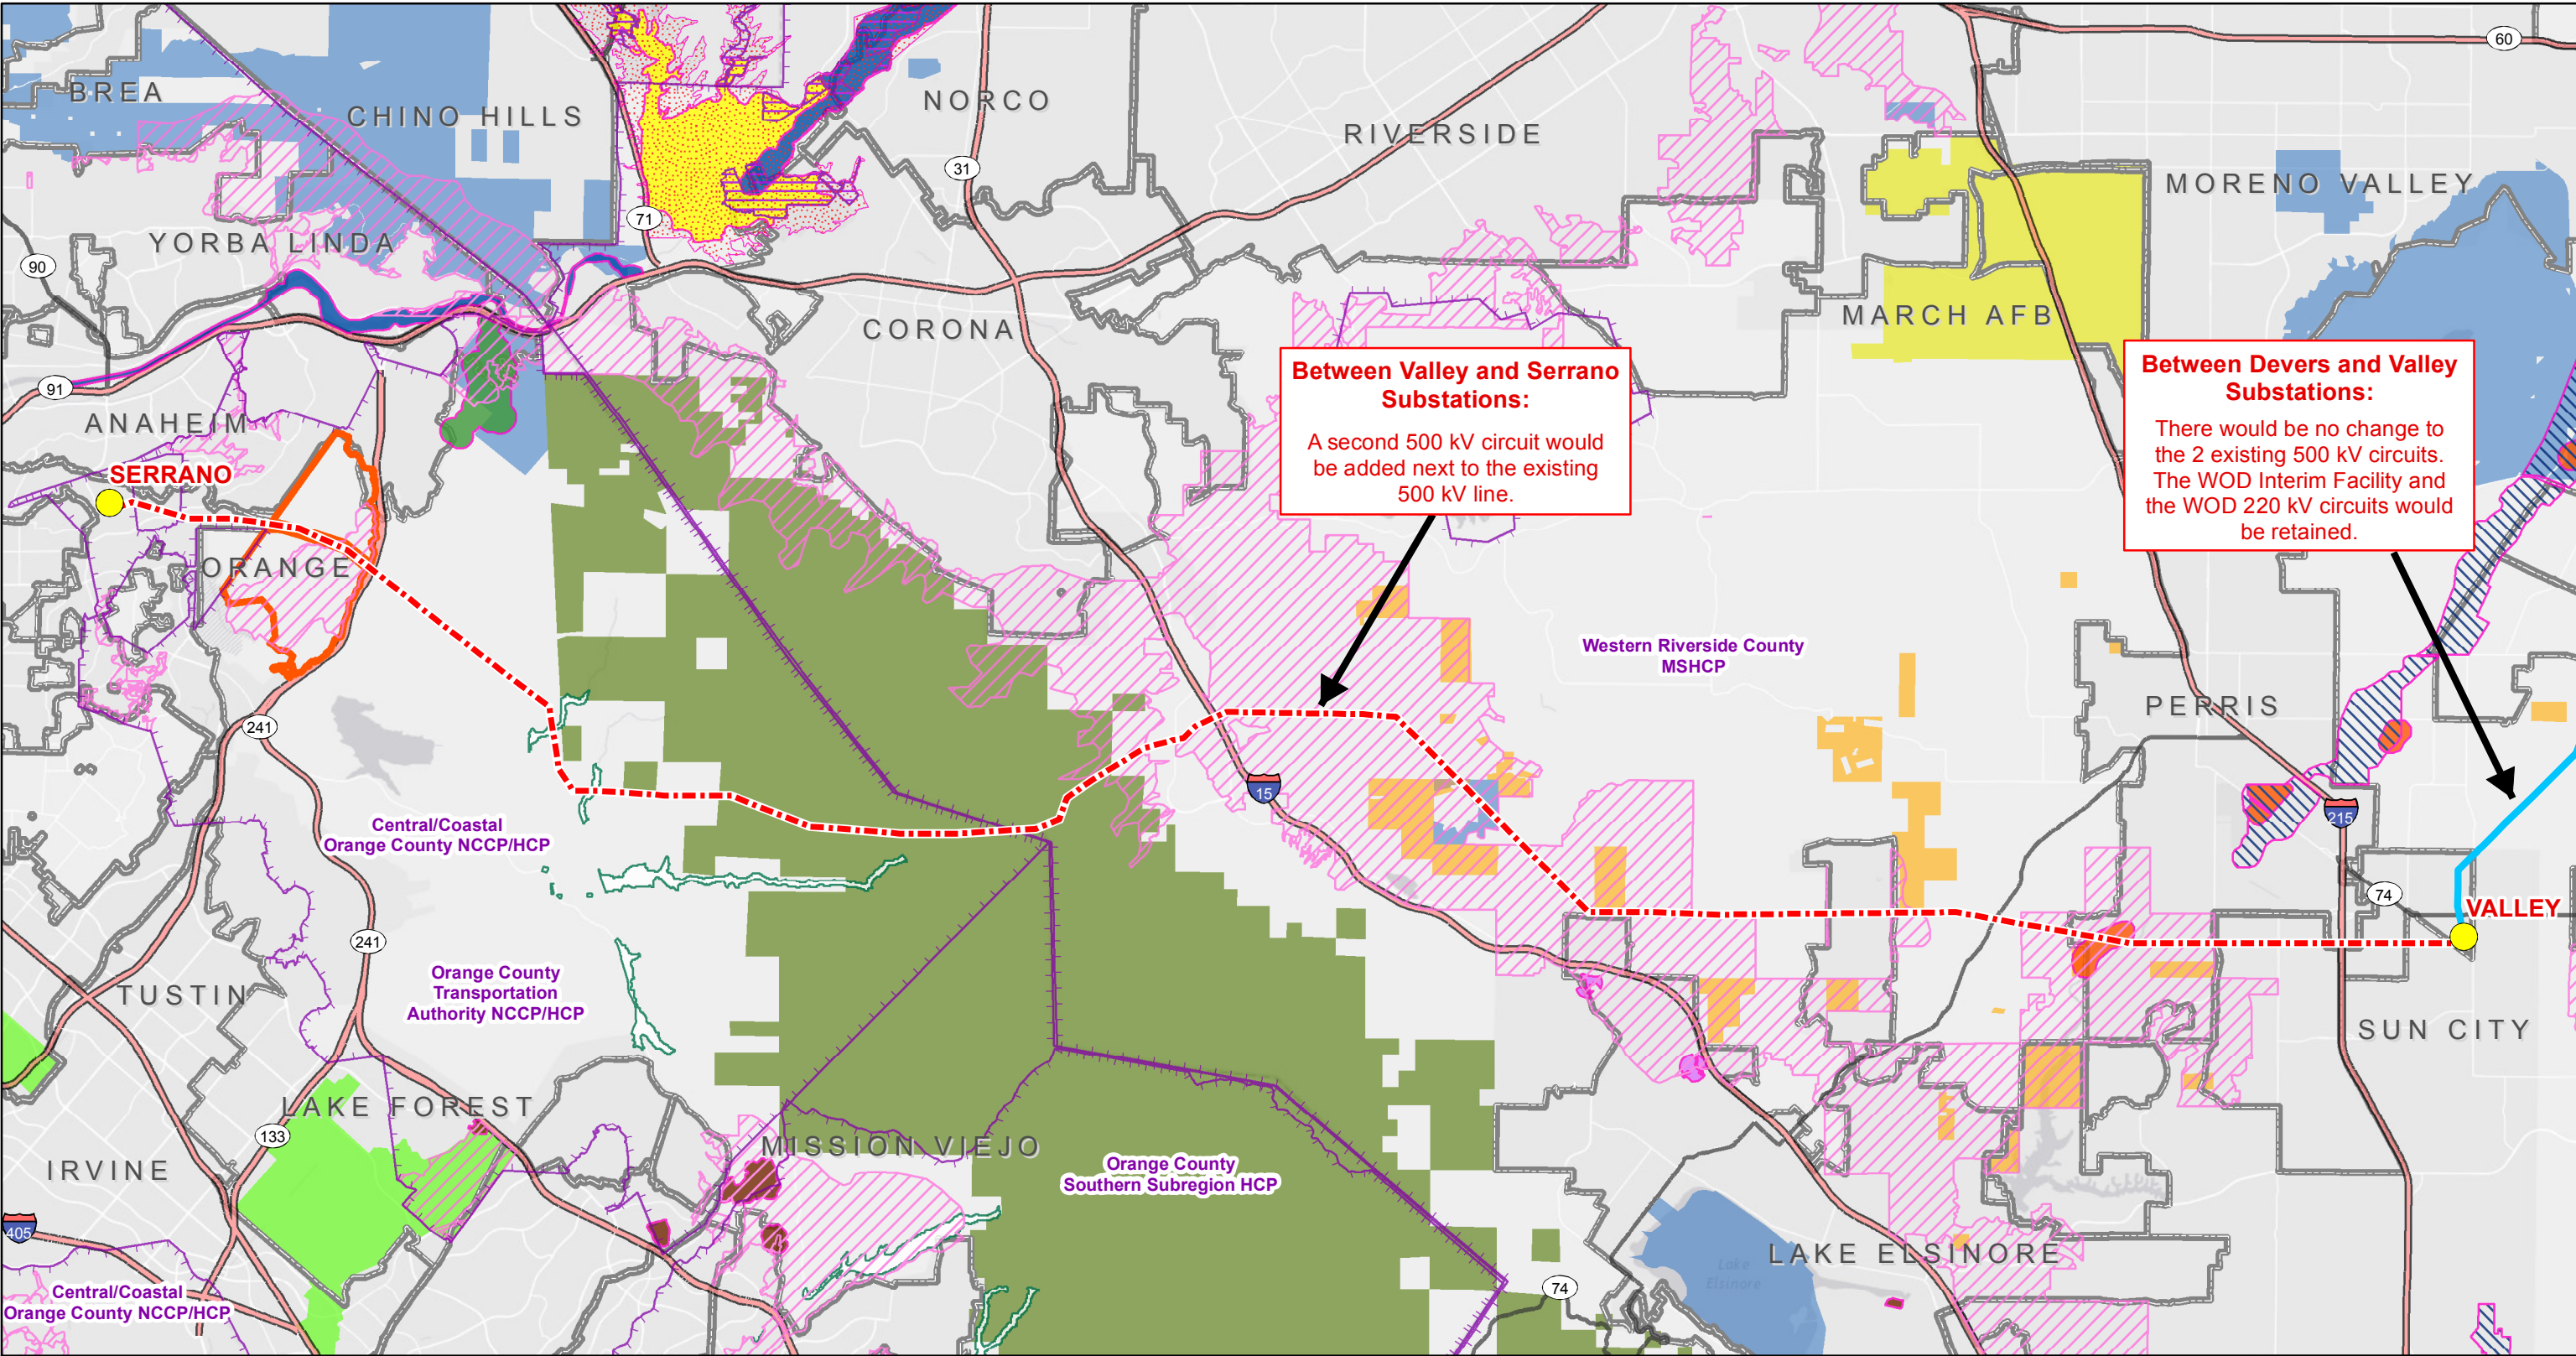 60
BREA
CHINO HILLS
NORCO
RIVERSIDE
31
MORENO VALLEY
71
YORBA LINDA
90
MARCH AFB
CORONA
91
ANAHEIM
Between Valley and Serrano
Substations:
A second 500 kV circuit would
be added next to the existing
500 kV line.
Between Devers and Valley
Substations:
There would be no change to
the 2 existing 500 kV circuits.
The WOD Interim Facility and
the WOD 220 kV circuits would
be retained.
SERRANO
ORANGE
Western Riverside County
MSHCP
PERRIS
241
15
215
Central/Coastal
Orange County NCCP/HCP
74
VALLEY
241
Orange County
Transportation
Authority NCCP/HCP
TUSTIN
SUN CITY
LAKE FOREST
133
MISSION VIEJO
IRVINE
Orange County
Southern Subregion HCP
405
LAKE ELSINORE
Lake
Elsinore
74
Central/Coastal
Orange County NCCP/HCP